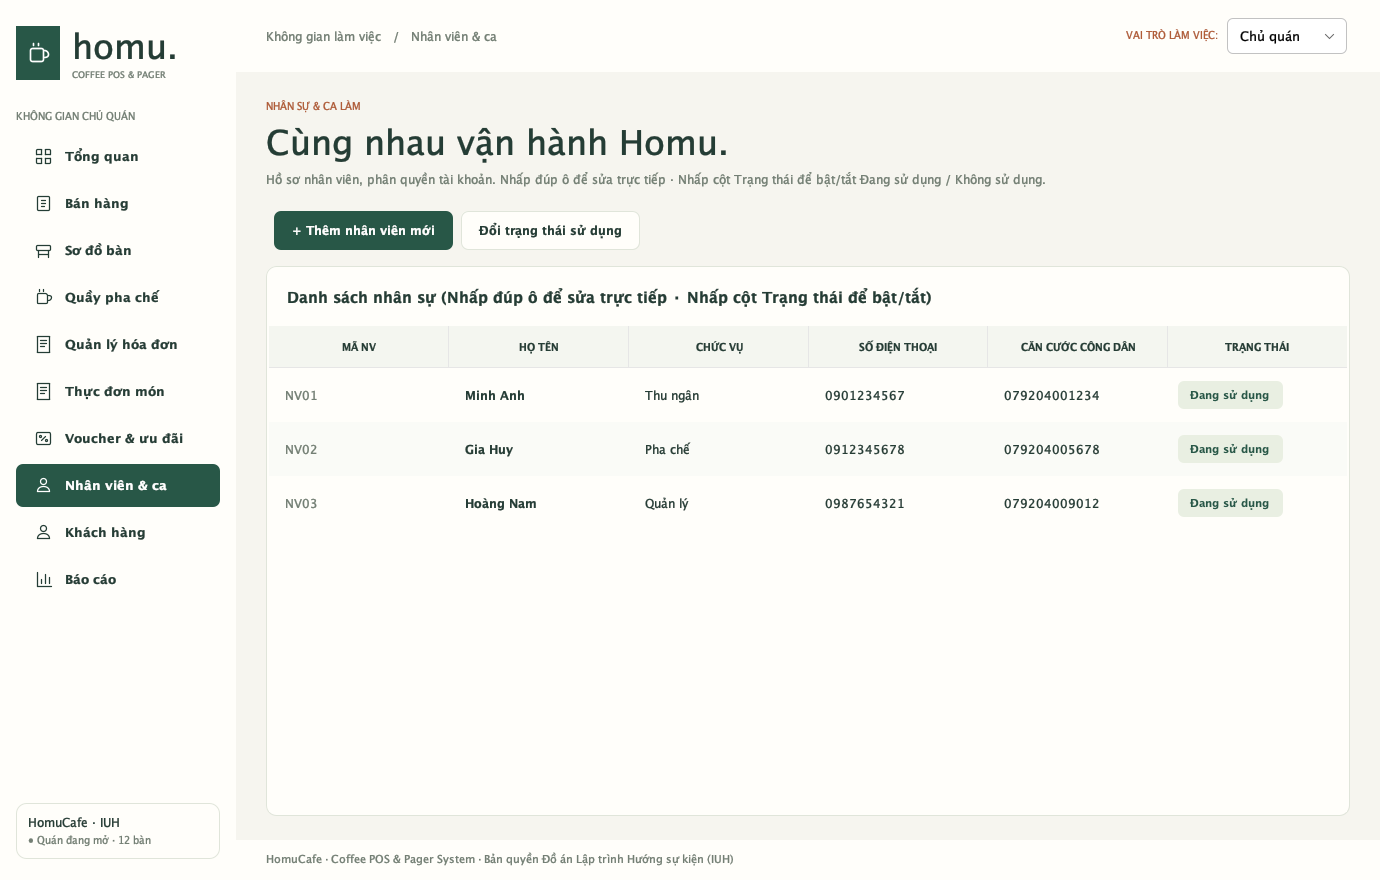 homu.
COFFEE POS & PAGER
KHÔNG GIAN CHỦ QUÁN
Tổng quan
Bán hàng
Sơ đồ bàn
Quầy pha chế
Quản lý hóa đơn
Thực đơn món
Voucher & ưu đãi
Nhân viên & ca
Khách hàng
Báo cáo
HomuCafe · IUH
● Quán đang mở · 12 bàn
Không gian làm việc / Nhân viên & ca
VAI TRÒ LÀM VIỆC: Chủ quán
NHÂN SỰ & CA LÀM
Cùng nhau vận hành Homu.
Hồ sơ nhân viên, phân quyền tài khoản. Nhấp đúp ô để sửa trực tiếp · Nhấp cột Trạng thái để bật/tắt Đang sử dụng / Không sử dụng.
+ Thêm nhân viên mới Đổi trạng thái sử dụng
Danh sách nhân sự (Nhấp đúp ô để sửa trực tiếp · Nhấp cột Trạng thái để bật/tắt)
MÃ NV HỌ TÊN CHỨC VỤ SỐ ĐIỆN THOẠI CĂN CƯỚC CÔNG DÂN TRẠNG THÁI
NV01 Minh Anh Thu ngân 0901234567 079204001234 Đang sử dụng
NV02 Gia Huy Pha chế 0912345678 079204005678 Đang sử dụng
NV03 Hoàng Nam Quản lý 0987654321 079204009012 Đang sử dụng
HomuCafe · Coffee POS & Pager System · Bản quyền Đồ án Lập trình Hướng sự kiện (IUH)